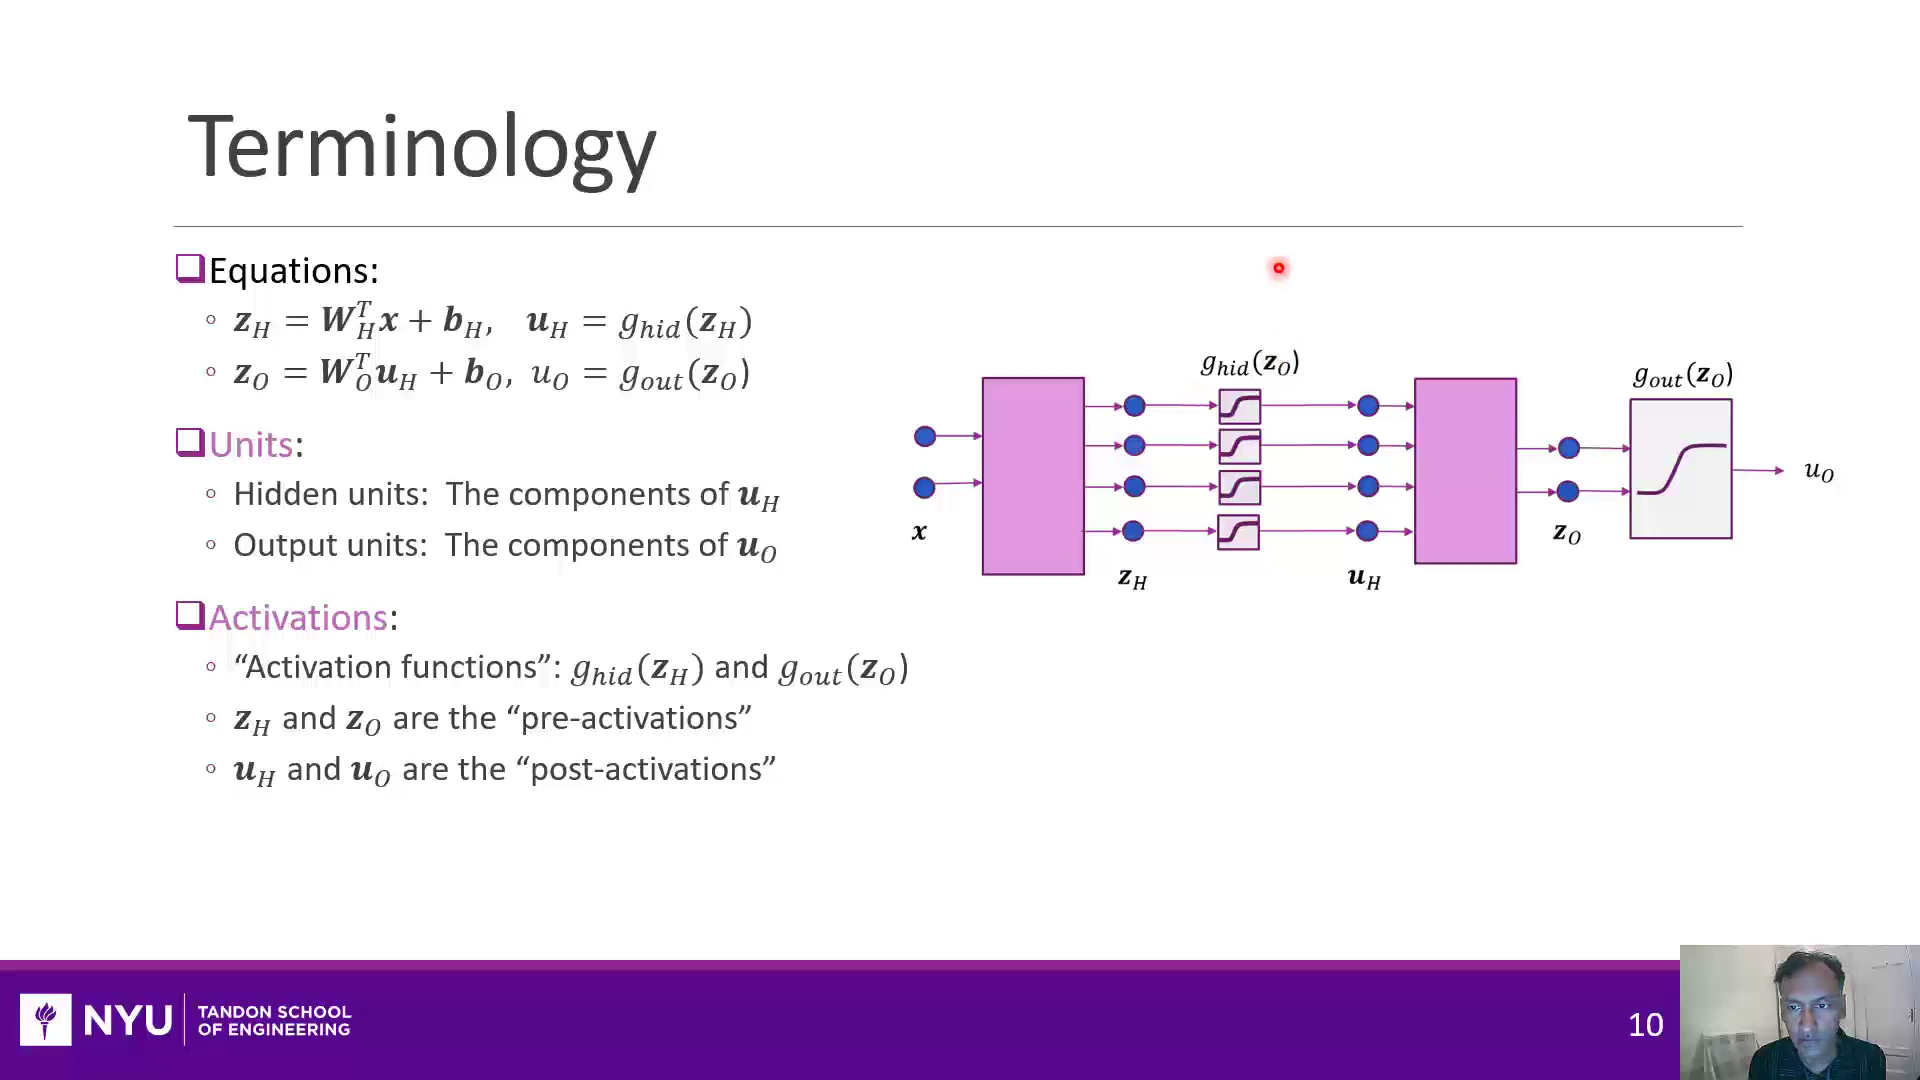 Terminology
❑Equations:
◦ 𝒛_H = 𝑾_H^T 𝒙 + 𝒃_H, 𝒖_H = g_hid(𝒛_H)
◦ 𝒛_O = 𝑾_O^T 𝒖_H + 𝒃_O, u_O = g_out(𝒛_O)
❑Units:
◦ Hidden units: The components of 𝒖_H
◦ Output units: The components of 𝒖_O
❑Activations:
◦ “Activation functions”: g_hid(𝒛_H) and g_out(𝒛_O)
◦ 𝒛_H and 𝒛_O are the “pre-activations”
◦ 𝒖_H and 𝒖_O are the “post-activations”
g_hid(𝒛_O)
g_out(𝒛_O)
u_O
𝒙
𝒛_H
𝒖_H
𝒛_O
NYU
TANDON SCHOOL
OF ENGINEERING
10